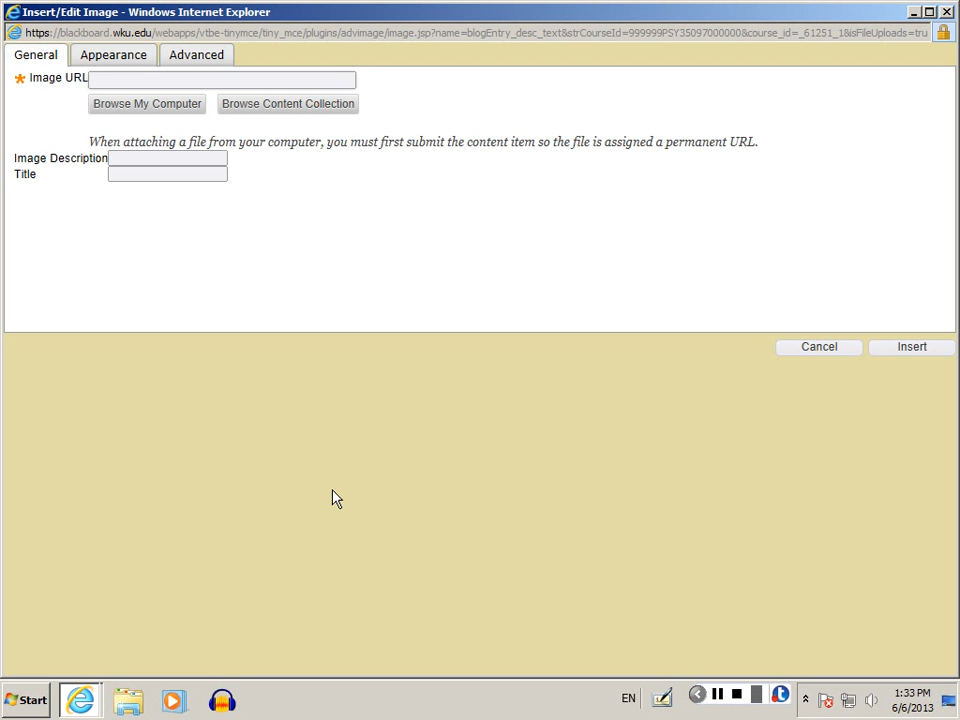 Insert/Edit Image - Windows Internet Explorer
https://blackboard.wku.edu/webapps/vtbe-tinymce/tiny_mce/plugins/advimage/image.jsp?name=blogEntry_desc_text&strCourseId=999999PSY35097000000&course_id=_61251_1&isFileUploads=tru
General Appearance Advanced
Image URL
Browse My Computer Browse Content Collection
When attaching a file from your computer, you must first submit the content item so the file is assigned a permanent URL.
Image Description
Title
Cancel Insert
Start EN 1:33 PM
6/6/2013